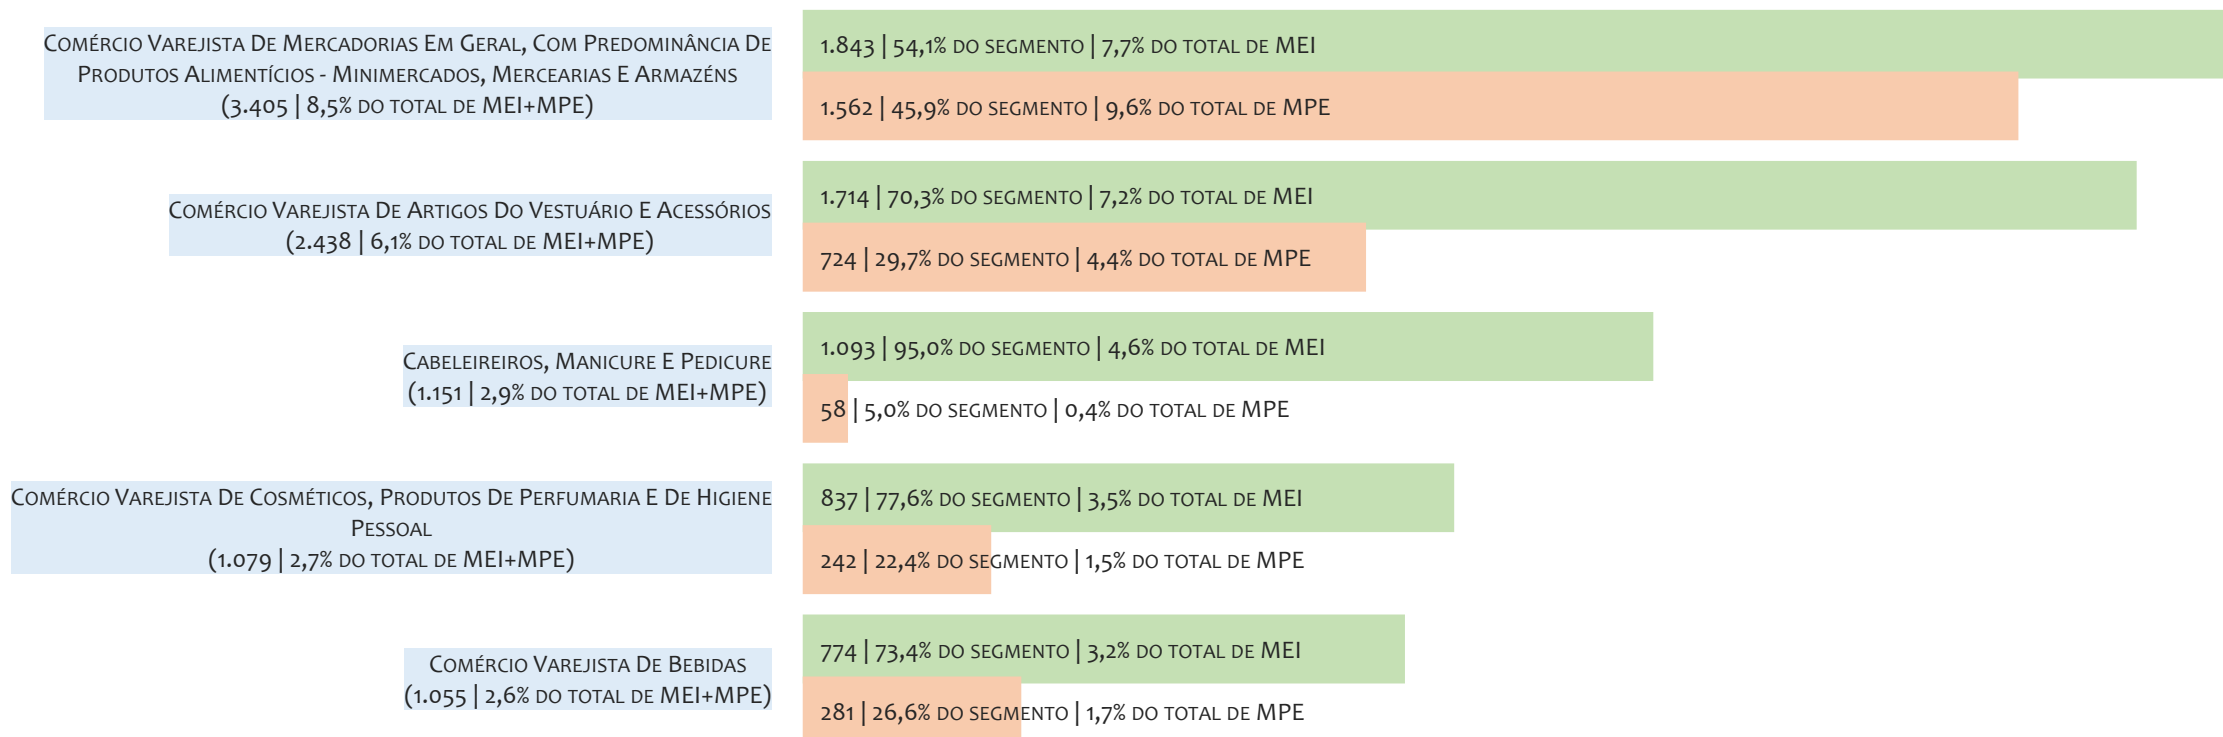 Comércio Varejista De Mercadorias Em Geral, Com Predominância De
Produtos Alimentícios - Minimercados, Mercearias E Armazéns
(3.405 | 8,5% do total de MEI+MPE)
1.843 | 54,1% do segmento | 7,7% do total de MEI
1.562 | 45,9% do segmento | 9,6% do total de MPE
Comércio Varejista De Artigos Do Vestuário E Acessórios
(2.438 | 6,1% do total de MEI+MPE)
1.714 | 70,3% do segmento | 7,2% do total de MEI
724 | 29,7% do segmento | 4,4% do total de MPE
Cabeleireiros, Manicure E Pedicure
(1.151 | 2,9% do total de MEI+MPE)
1.093 | 95,0% do segmento | 4,6% do total de MEI
58 | 5,0% do segmento | 0,4% do total de MPE
Comércio Varejista De Cosméticos, Produtos De Perfumaria E De Higiene
Pessoal
(1.079 | 2,7% do total de MEI+MPE)
837 | 77,6% do segmento | 3,5% do total de MEI
242 | 22,4% do segmento | 1,5% do total de MPE
Comércio Varejista De Bebidas
(1.055 | 2,6% do total de MEI+MPE)
774 | 73,4% do segmento | 3,2% do total de MEI
281 | 26,6% do segmento | 1,7% do total de MPE